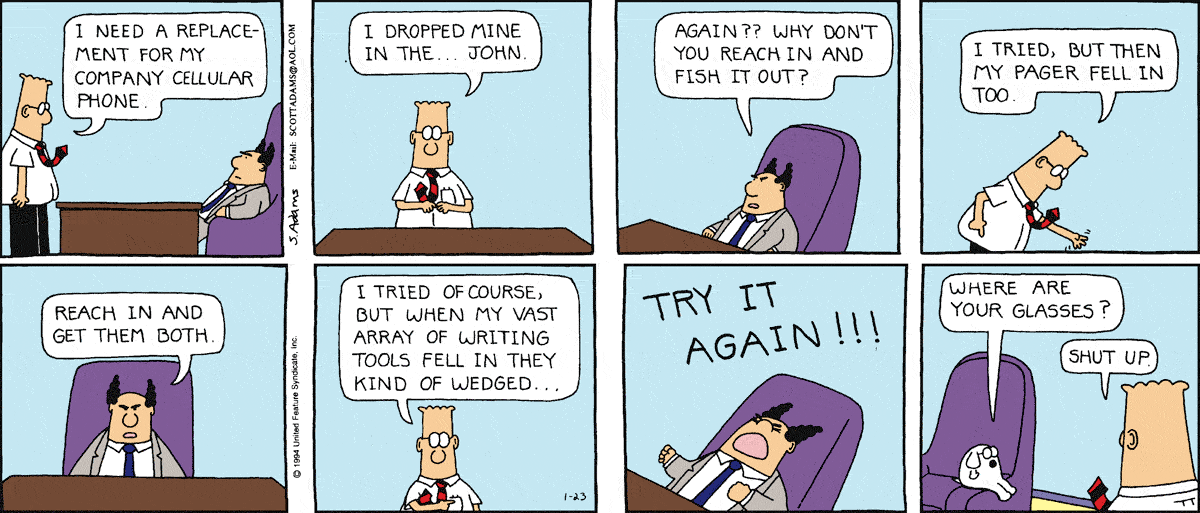 I NEED A REPLACE-
MENT FOR MY
COMPANY CELLULAR
PHONE.
S. Adams
E-Mail: SCOTTADAMS@AOL.COM
I DROPPED MINE
IN THE... JOHN.
AGAIN?? WHY DON'T
YOU REACH IN AND
FISH IT OUT?
I TRIED, BUT THEN
MY PAGER FELL IN
TOO.
REACH IN AND
GET THEM BOTH.
© 1994 United Feature Syndicate, Inc.
I TRIED OF COURSE,
BUT WHEN MY VAST
ARRAY OF WRITING
TOOLS FELL IN THEY
KIND OF WEDGED...
1-23
TRY IT
AGAIN!!!
WHERE ARE
YOUR GLASSES?
SHUT UP.